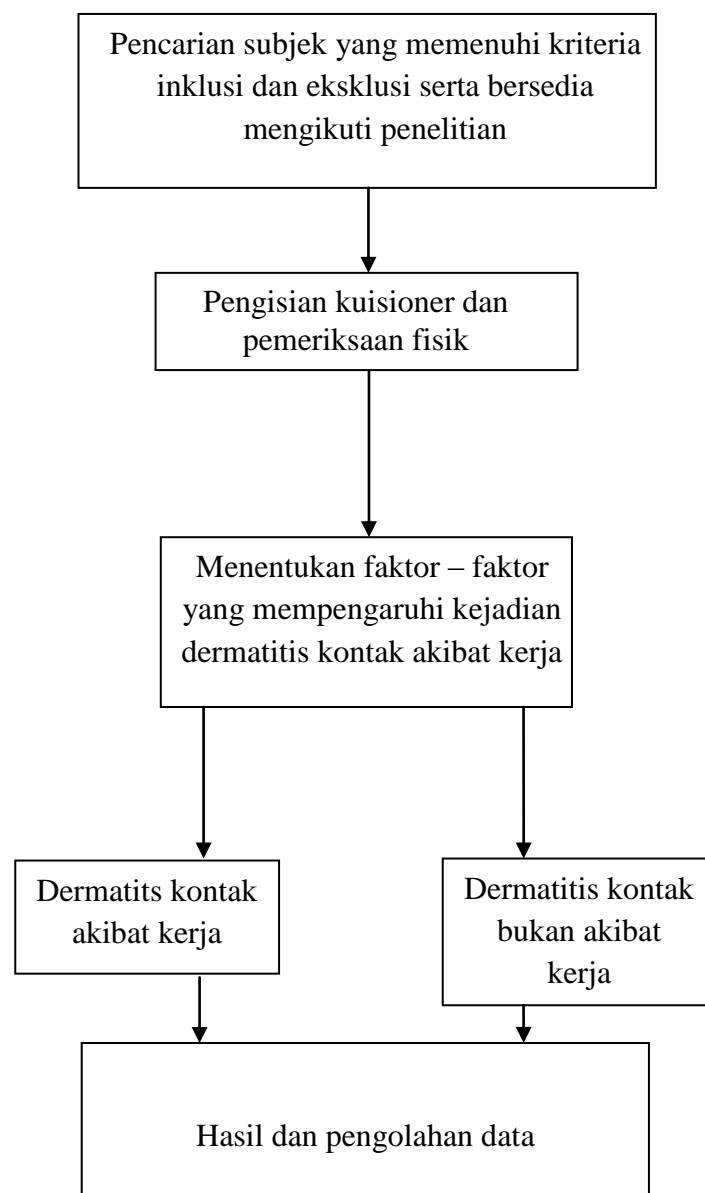 Pencarian subjek yang memenuhi kriteria
inklusi dan eksklusi serta bersedia
mengikuti penelitian
Pengisian kuisioner dan
pemeriksaan fisik
Menentukan faktor – faktor
yang mempengaruhi kejadian
dermatitis kontak akibat kerja
Dermatits kontak
akibat kerja
Dermatitis kontak
bukan akibat
kerja
Hasil dan pengolahan data